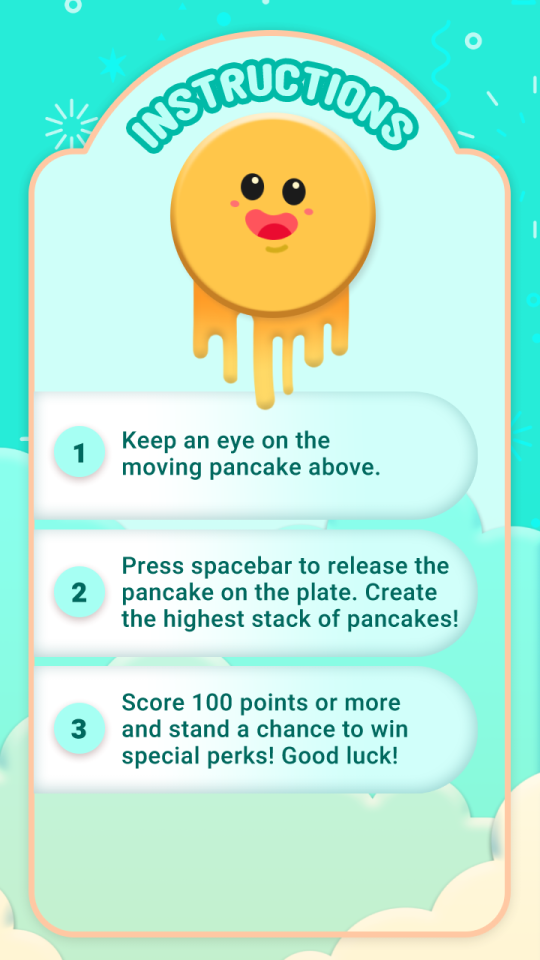 INSTRUCTIONS
1
Keep an eye on the
moving pancake above.
2
Press spacebar to release the
pancake on the plate. Create
the highest stack of pancakes!
3
Score 100 points or more
and stand a chance to win
special perks! Good luck!